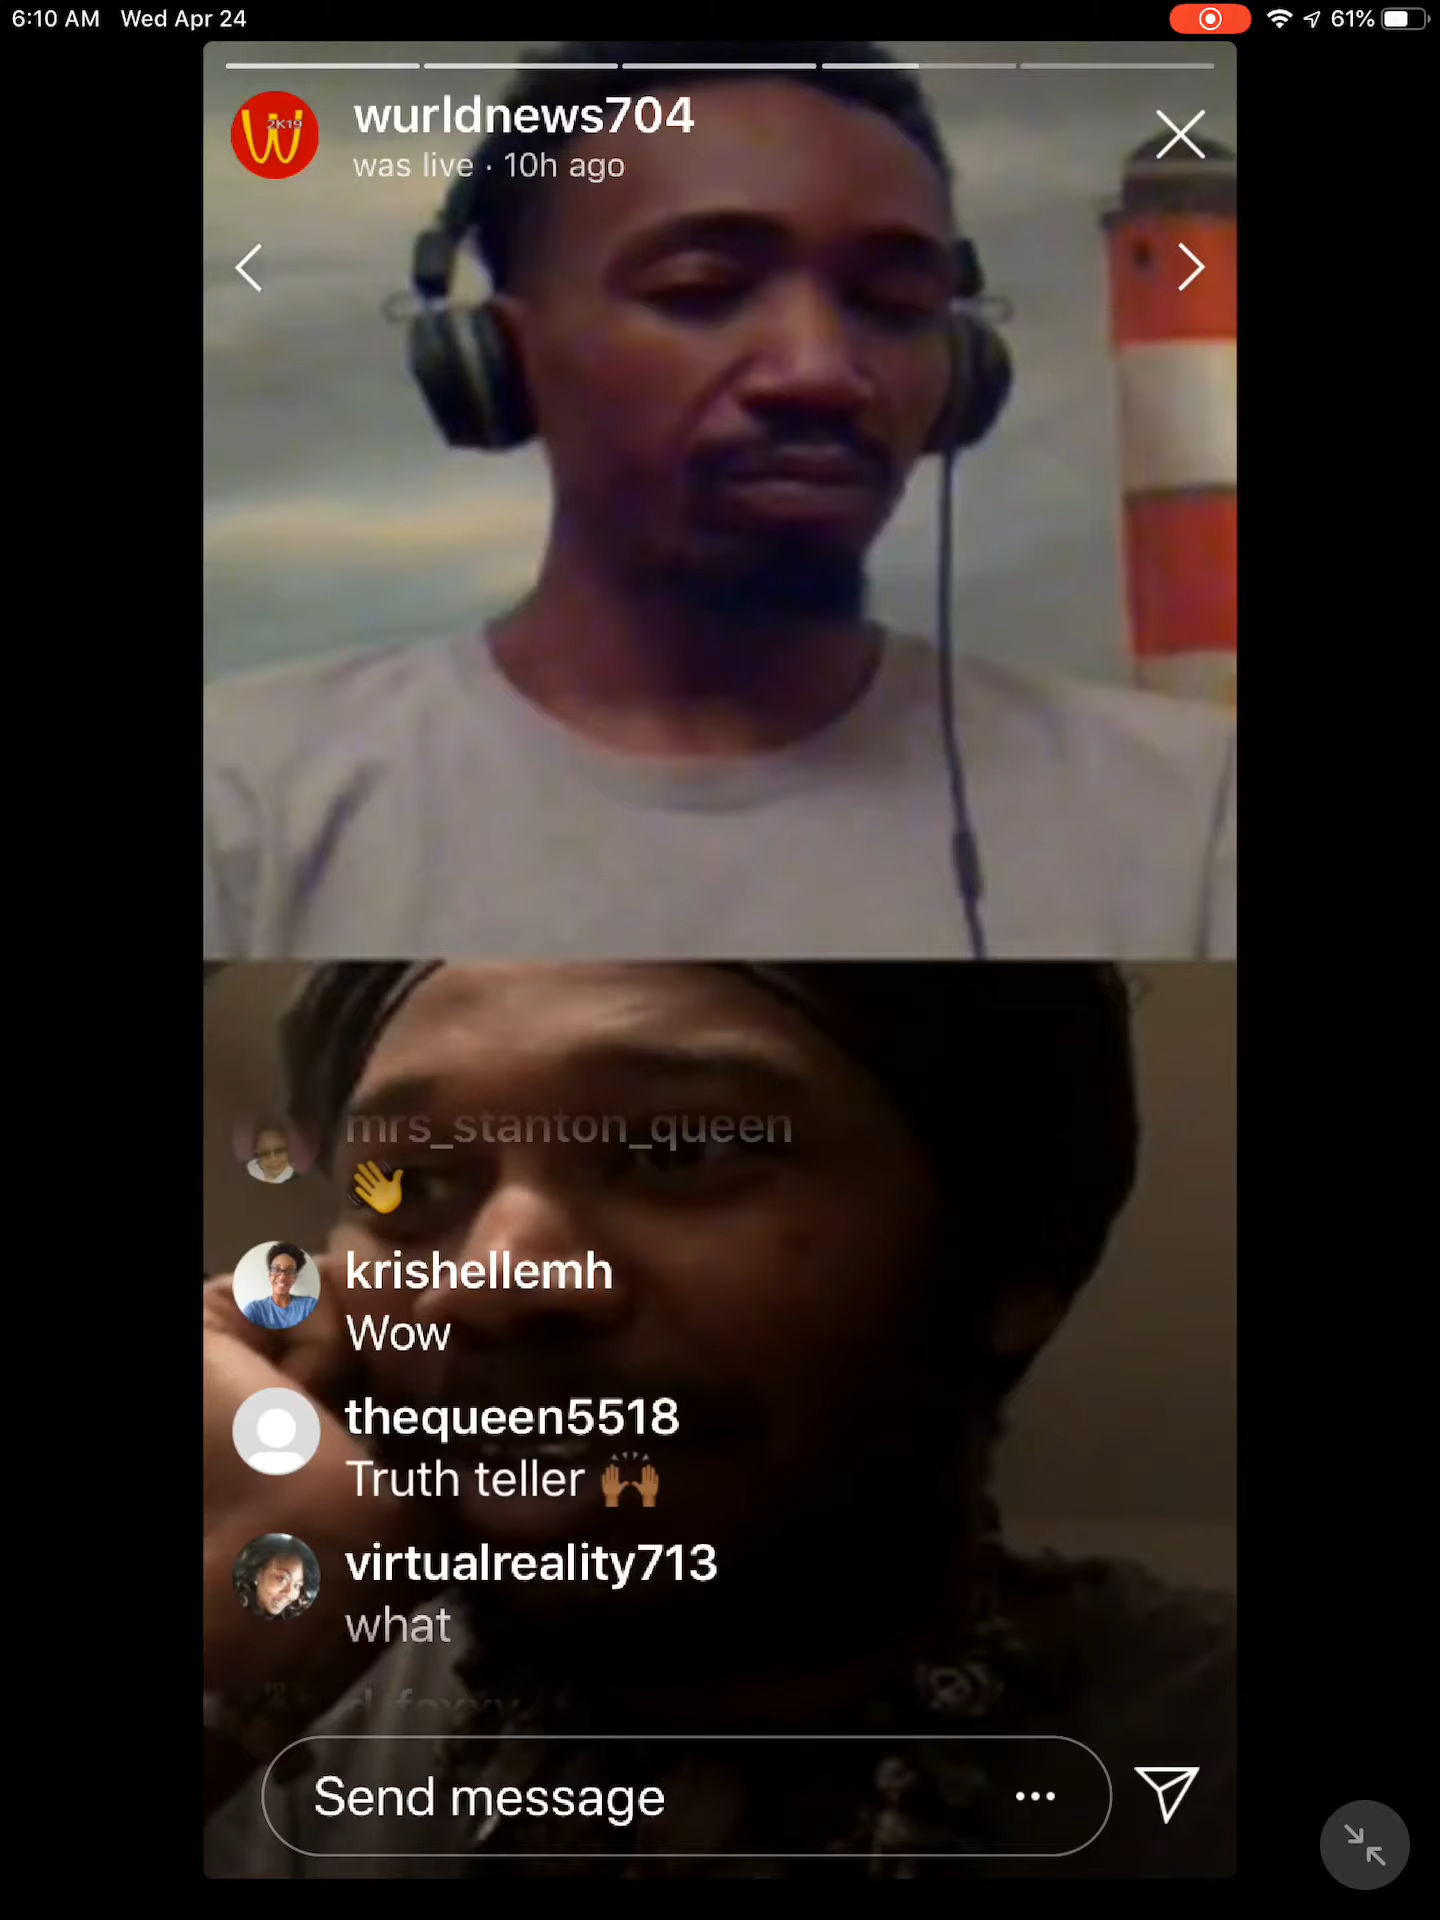 6:10 AM Wed Apr 24
61%
2K19
wurldnews704
was live · 10h ago
mrs_stanton_queen
👋
krishellemh
Wow
thequeen5518
Truth teller 🙌🏽
virtualreality713
what
Send message